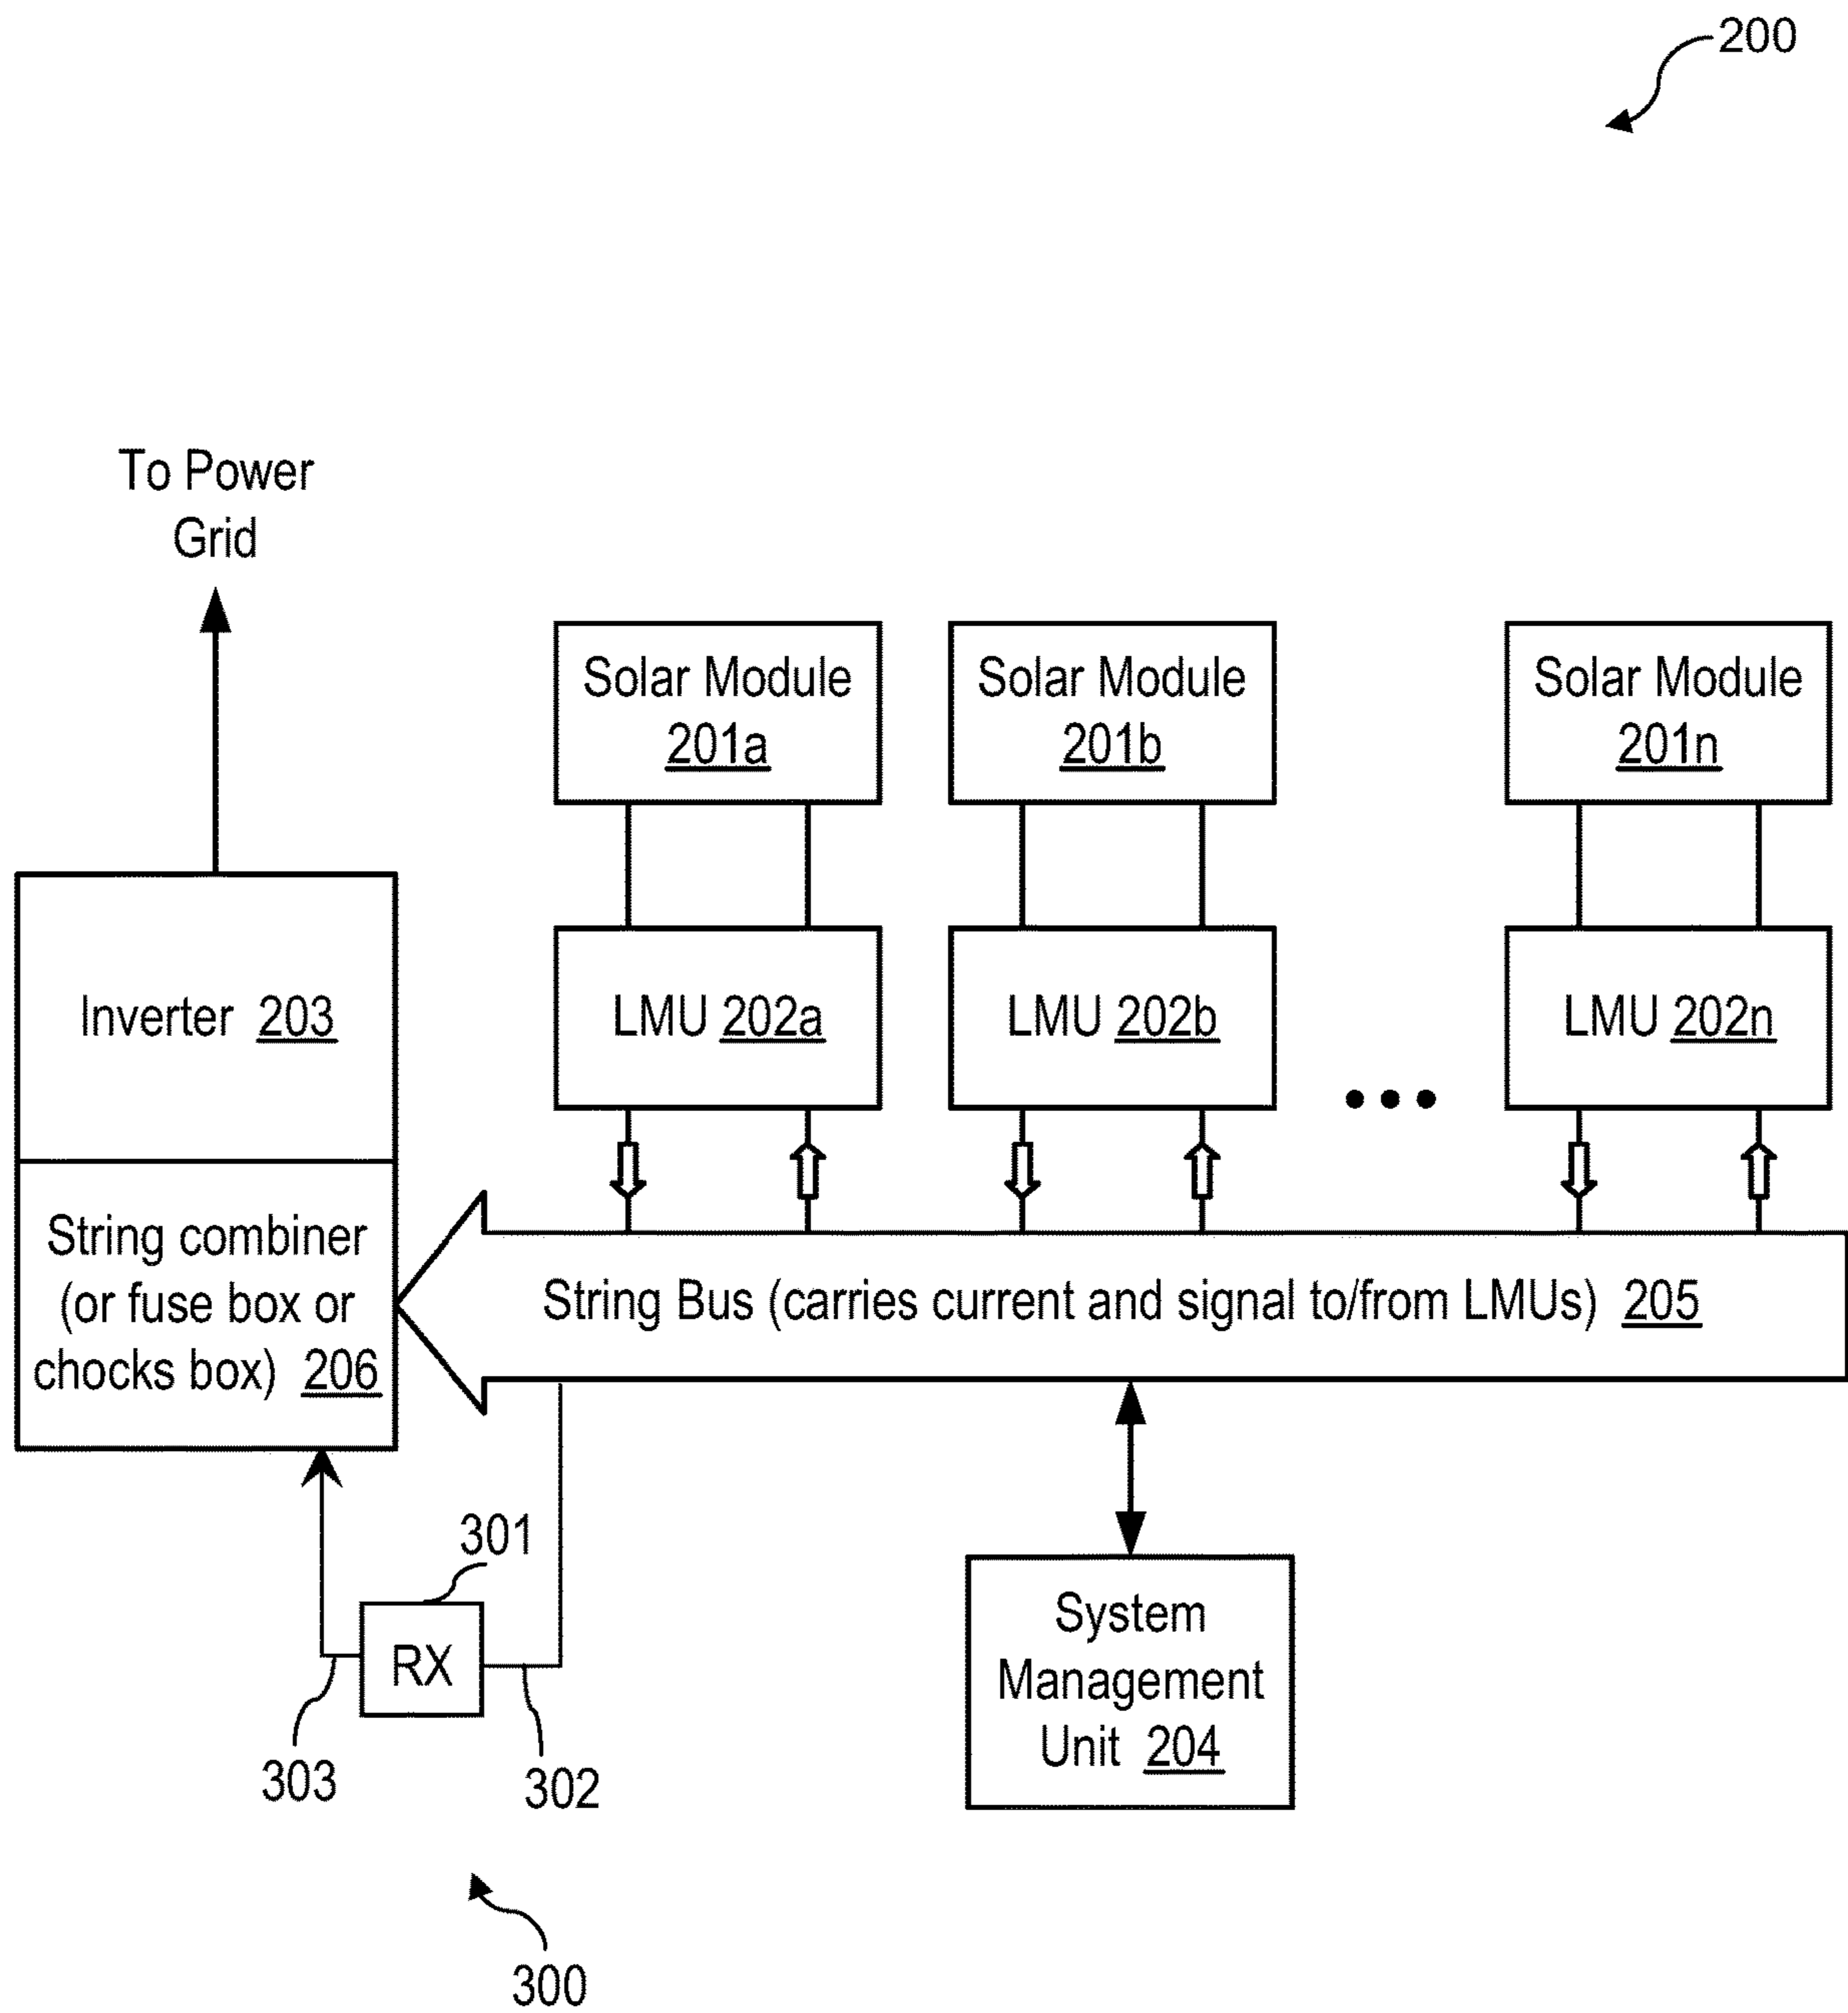 200
To Power
Grid
Solar Module
201a
Solar Module
201b
Solar Module
201n
Inverter 203
LMU 202a
LMU 202b
LMU 202n
String combiner
(or fuse box or
chocks box) 206
String Bus (carries current and signal to/from LMUs) 205
301
RX
303
302
System
Management
Unit 204
300